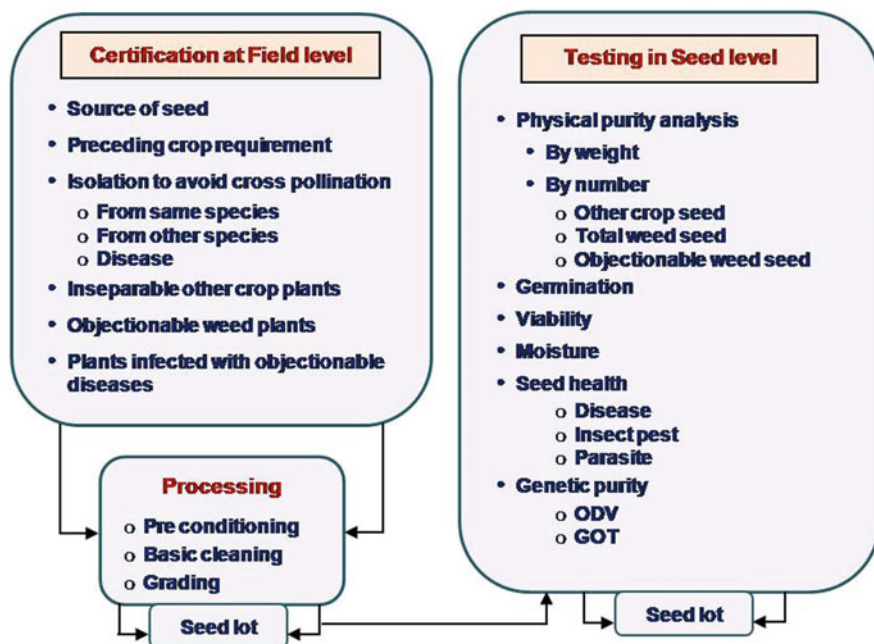 Certification at Field level
• Source of seed
• Preceding crop requirement
• Isolation to avoid cross pollination
o From same species
o From other species
o Disease
• Inseparable other crop plants
• Objectionable weed plants
• Plants infected with objectionable
diseases
Processing
o Pre conditioning
o Basic cleaning
o Grading
Seed lot
Testing in Seed level
• Physical purity analysis
• By weight
• By number
o Other crop seed
o Total weed seed
o Objectionable weed seed
• Germination
• Viability
• Moisture
• Seed health
o Disease
o Insect pest
o Parasite
• Genetic purity
o ODV
o GOT
Seed lot